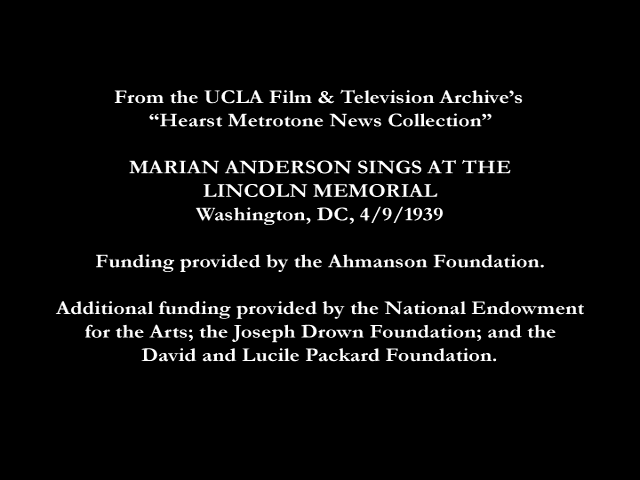 From the UCLA Film & Television Archive's
“Hearst Metrotone News Collection”
MARIAN ANDERSON SINGS AT THE
LINCOLN MEMORIAL
Washington, DC, 4/9/1939
Funding provided by the Ahmanson Foundation.
Additional funding provided by the National Endowment
for the Arts; the Joseph Drown Foundation; and the
David and Lucile Packard Foundation.